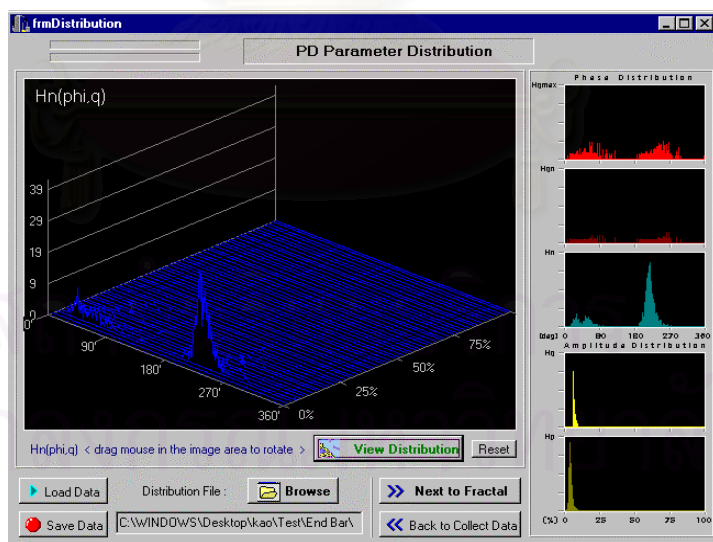 frmDistribution
PD Parameter Distribution
Hn(phi,q)
39
29
19
9
0
0'
90'
180'
270'
360'
0%
25%
50%
75%
Hn(phi,q) < drag mouse in the image area to rotate >
View Distribution
Reset
Phase Distribution
Hqmax
Hqn
Hn
(deg) 0 90 180 270 360
Amplitude Distribution
Hq
Hp
(%) 0 25 50 75 100
Load Data
Distribution File :
Browse
Next to Fractal
Save Data
C:\WINDOWS\Desktop\kao\Test\End Bar\
Back to Collect Data